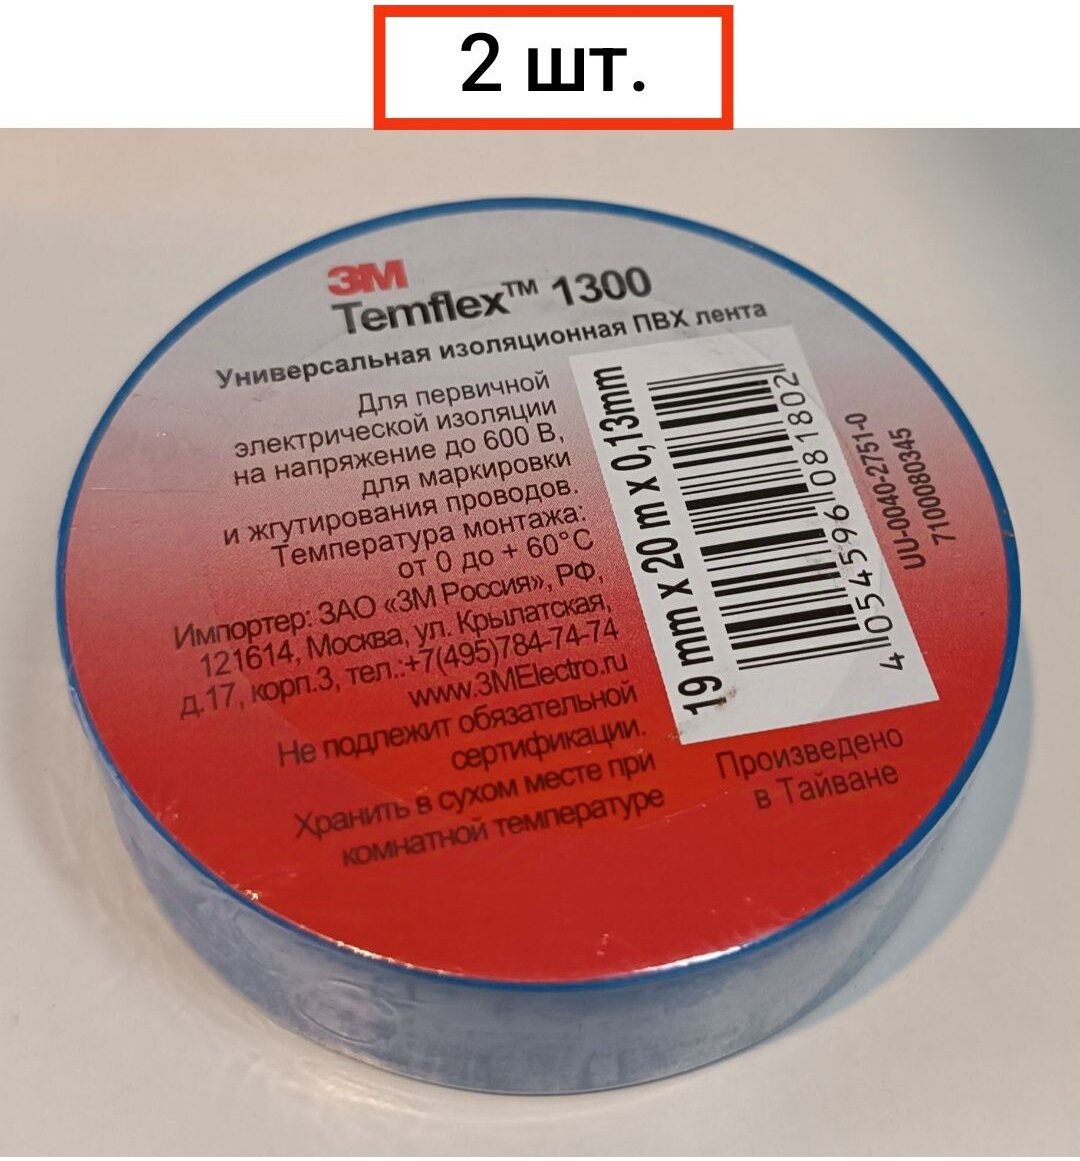 2 шт.
3M
Temflex™ 1300
Универсальная изоляционная ПВХ лента
Для первичной
электрической изоляции
на напряжение до 600 В,
для маркировки
и жгутирования проводов.
Температура монтажа:
от 0 до + 60°C
Импортер: ЗАО «3М Россия», РФ,
121614, Москва, ул. Крылатская,
д.17, корп.3, тел.:+7(495)784-74-74
www.3MElectro.ru
Не подлежит обязательной
сертификации.
Хранить в сухом месте при
комнатной температуре
19 mm X 20 m x 0,13mm
4 054596 081802
UU-0040-2751-0
7100080345
Произведено
в Тайване